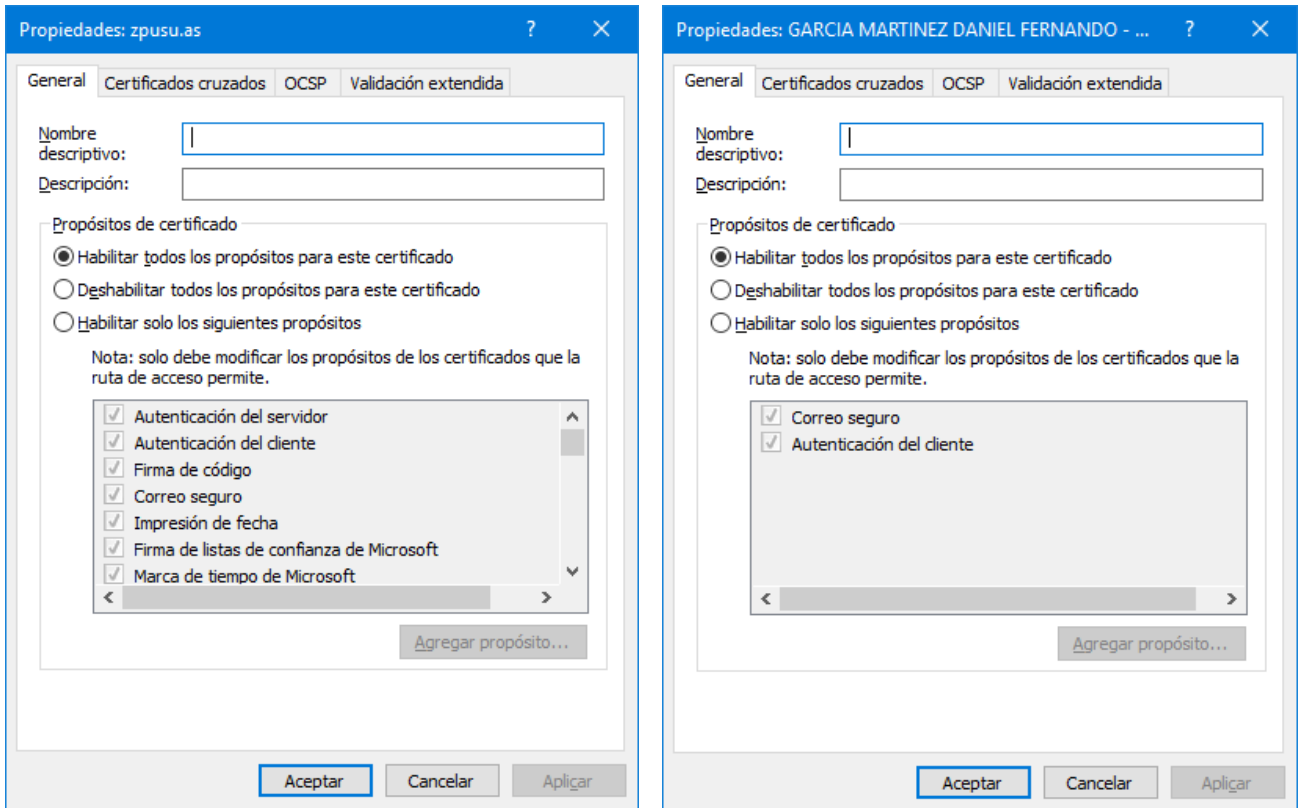 Propiedades: zpusu.as
General Certificados cruzados OCSP Validación extendida
Nombre
descriptivo:
Descripción:
Propósitos de certificado
Habilitar todos los propósitos para este certificado
Deshabilitar todos los propósitos para este certificado
Habilitar solo los siguientes propósitos
Nota: solo debe modificar los propósitos de los certificados que la
ruta de acceso permite.
Autenticación del servidor
Autenticación del cliente
Firma de código
Correo seguro
Impresión de fecha
Firma de listas de confianza de Microsoft
Marca de tiempo de Microsoft
Agregar propósito...
Aceptar Cancelar Aplicar
Propiedades: GARCIA MARTINEZ DANIEL FERNANDO - ...
General Certificados cruzados OCSP Validación extendida
Nombre
descriptivo:
Descripción:
Propósitos de certificado
Habilitar todos los propósitos para este certificado
Deshabilitar todos los propósitos para este certificado
Habilitar solo los siguientes propósitos
Nota: solo debe modificar los propósitos de los certificados que la
ruta de acceso permite.
Correo seguro
Autenticación del cliente
Agregar propósito...
Aceptar Cancelar Aplicar